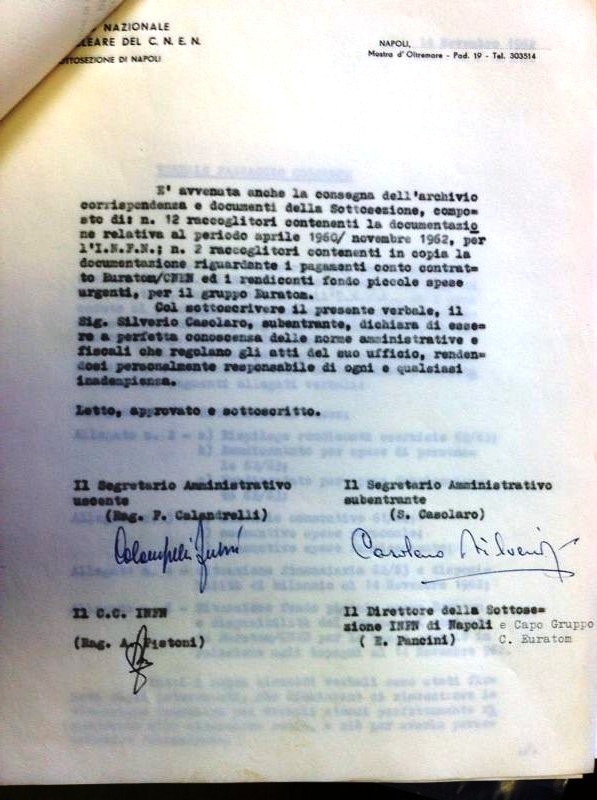 NAZIONALE
LEARE DEL C. N. E. N.
OTTOSEZIONE DI NAPOLI
NAPOLI,
Mostra d'Oltremare - Pad. 19 - Tel. 303514
E' avvenuta anche la consegna dell'archivio
corrispondenza e documenti della Sottosezione, compo=
sto di: n. 12 raccoglitori contenenti la documentazio
ne relativa al periodo aprile 1960/ novembre 1962, per
l'I.N.F.N.; n. 2 raccoglitori contenenti in copia la
documentazione riguardante i pagamenti conto contrat=
to Euratom/CNEN ed i rendiconti fondo piccole spese
urgenti, per il gruppo Euratom.
Col sottoscrivere il presente verbale, il
Sig. Silverio Casolaro, subentrante, dichiara di esse=
re a perfetta conoscenza delle norme amministrative e
fiscali che regolano gli atti del suo ufficio, renden=
dosi personalmente responsabile di ogni e qualsiasi
inadempienza.
Letto, approvato e sottoscritto.
Il Segretario Amministrativo
uscente
(Rag. F. Calandrelli)
Il Segretario Amministrativo
subentrante
(S. Casolaro)
Casolaro Silverio
Il C.C. INFN
(Rag. A. Pistoni)
Il Direttore della Sottose=
zione INFN di Napoli e Capo Gruppo
( E. Pancini) C. Euratom